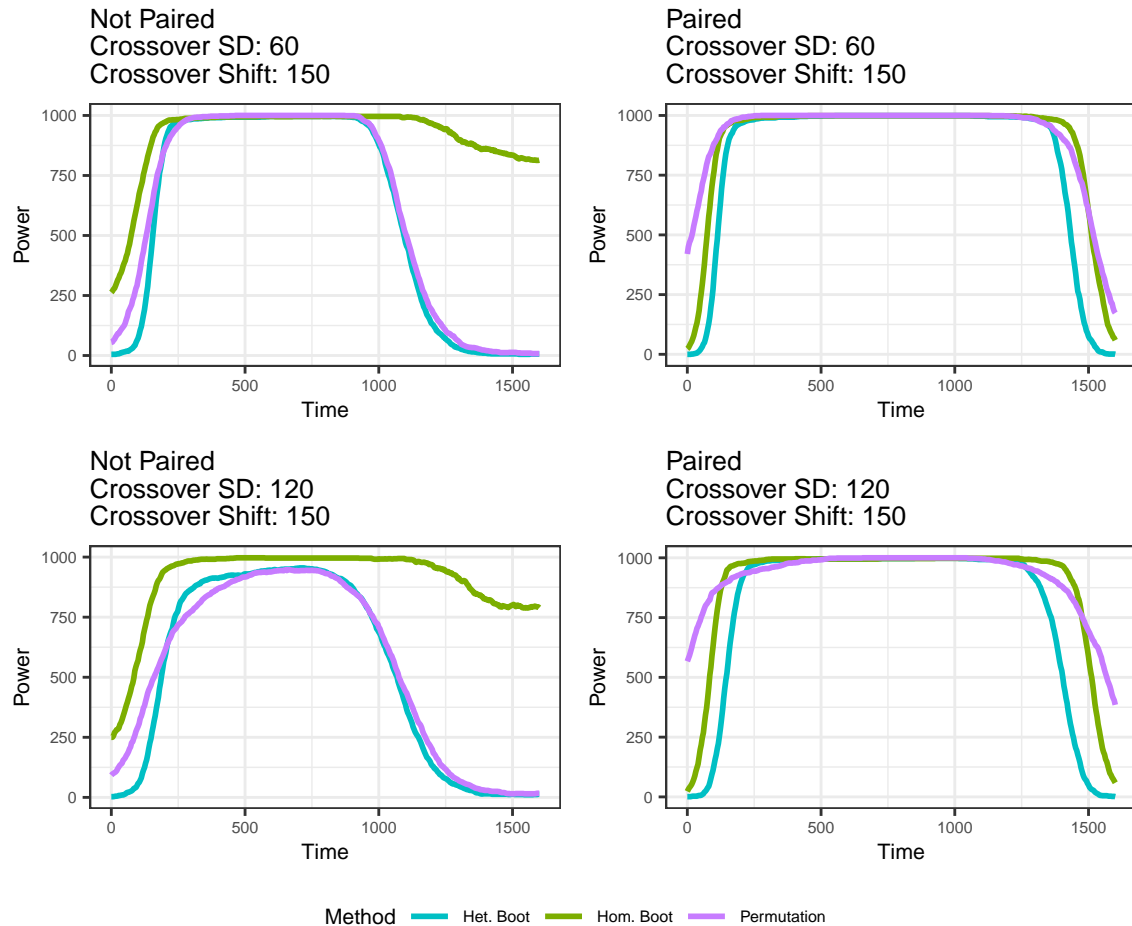 Not Paired
Crossover SD: 60
Crossover Shift: 150
1000
750
500
250
0
Power
0
500
1000
1500
Time
Paired
Crossover SD: 60
Crossover Shift: 150
1000
750
500
250
0
Power
0
500
1000
1500
Time
Not Paired
Crossover SD: 120
Crossover Shift: 150
1000
750
500
250
0
Power
0
500
1000
1500
Time
Paired
Crossover SD: 120
Crossover Shift: 150
1000
750
500
250
0
Power
0
500
1000
1500
Time
Method Het. Boot Hom. Boot Permutation